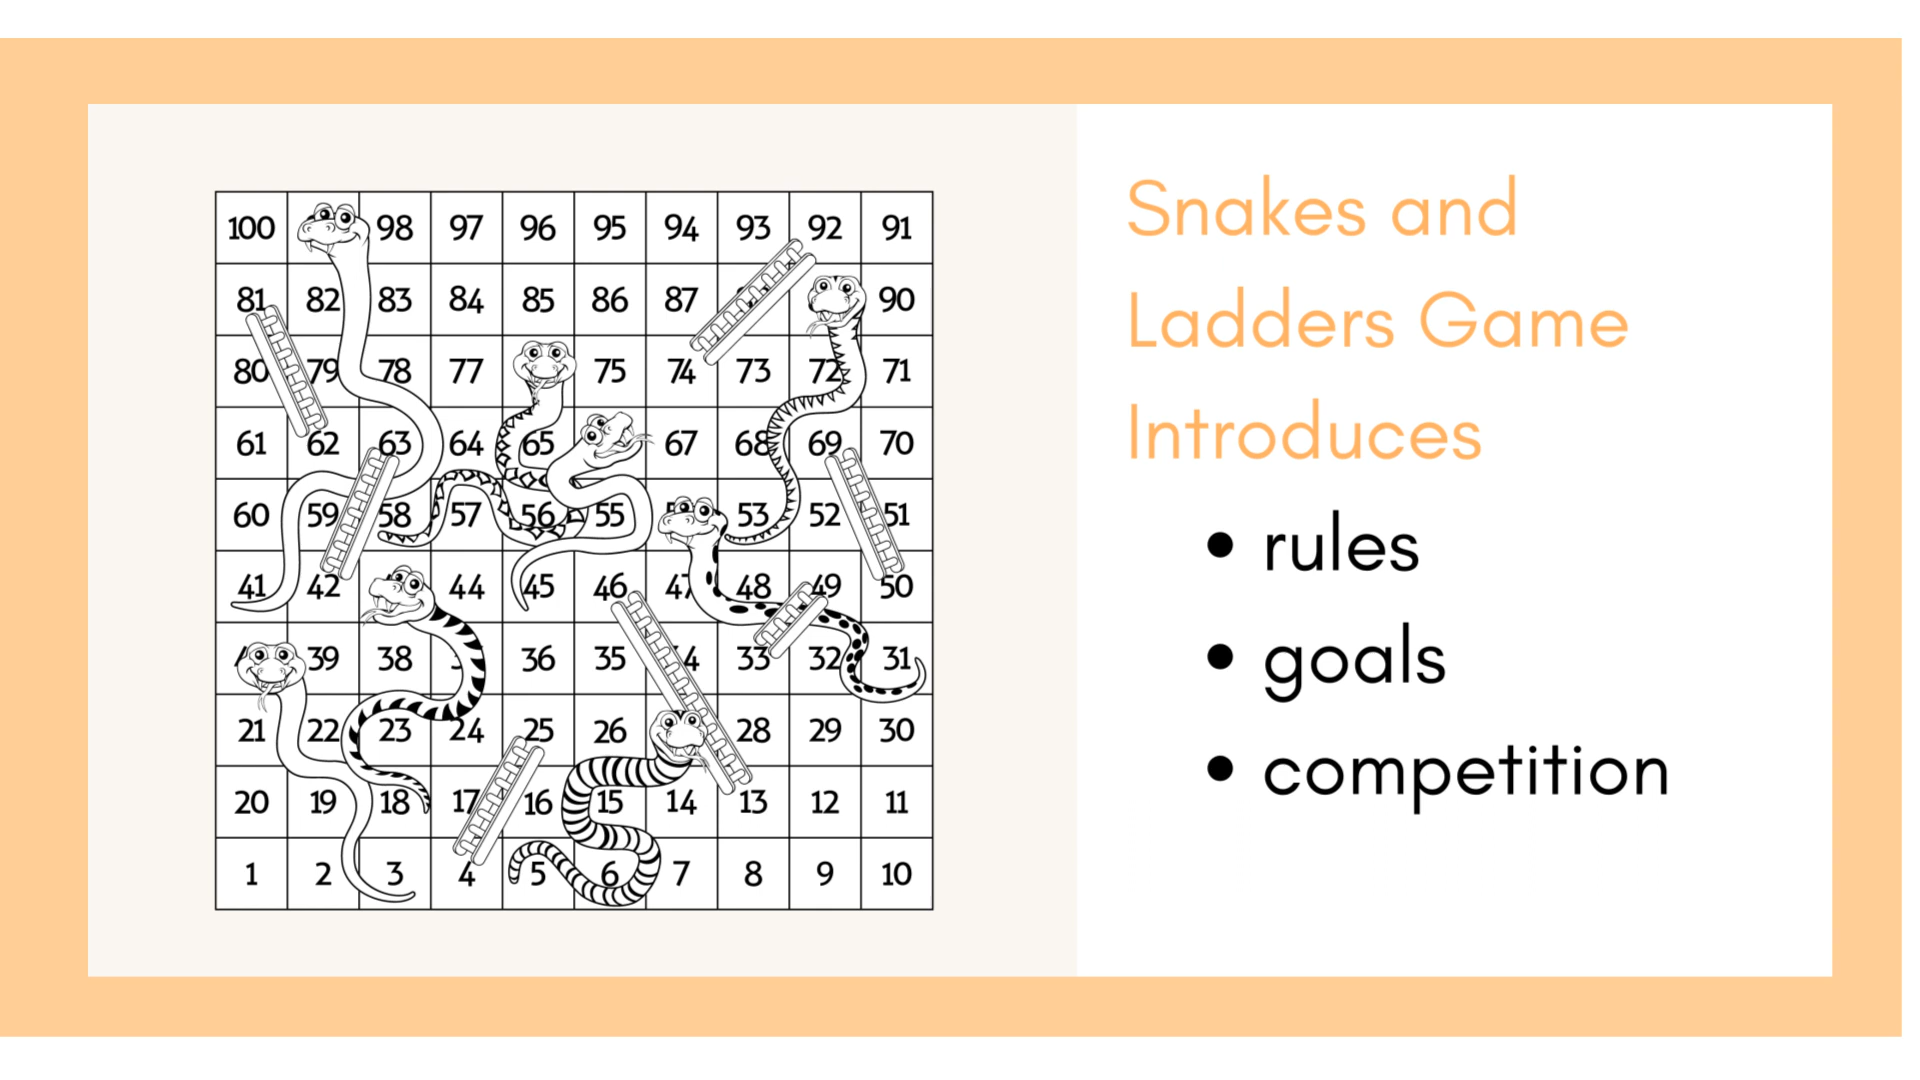 100 98 97 96 95 94 93 92 91
81 82 83 84 85 86 87 90
80 79 78 77 75 74 73 72 71
61 62 63 64 65 67 68 69 70
60 59 58 57 56 55 53 52 51
41 42 44 45 46 47 48 49 50
39 38 36 35 33 32 31
21 22 23 24 25 26 28 29 30
20 19 18 17 16 15 14 13 12 11
1 2 3 4 5 6 7 8 9 10
Snakes and
Ladders Game
Introduces
• rules
• goals
• competition